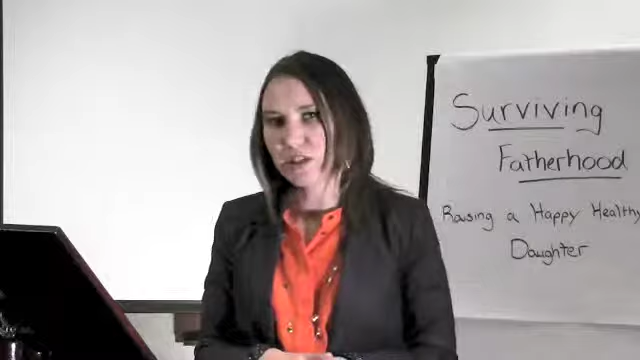 Surviving
Fatherhood
Raising a Happy Healthy
Daughter